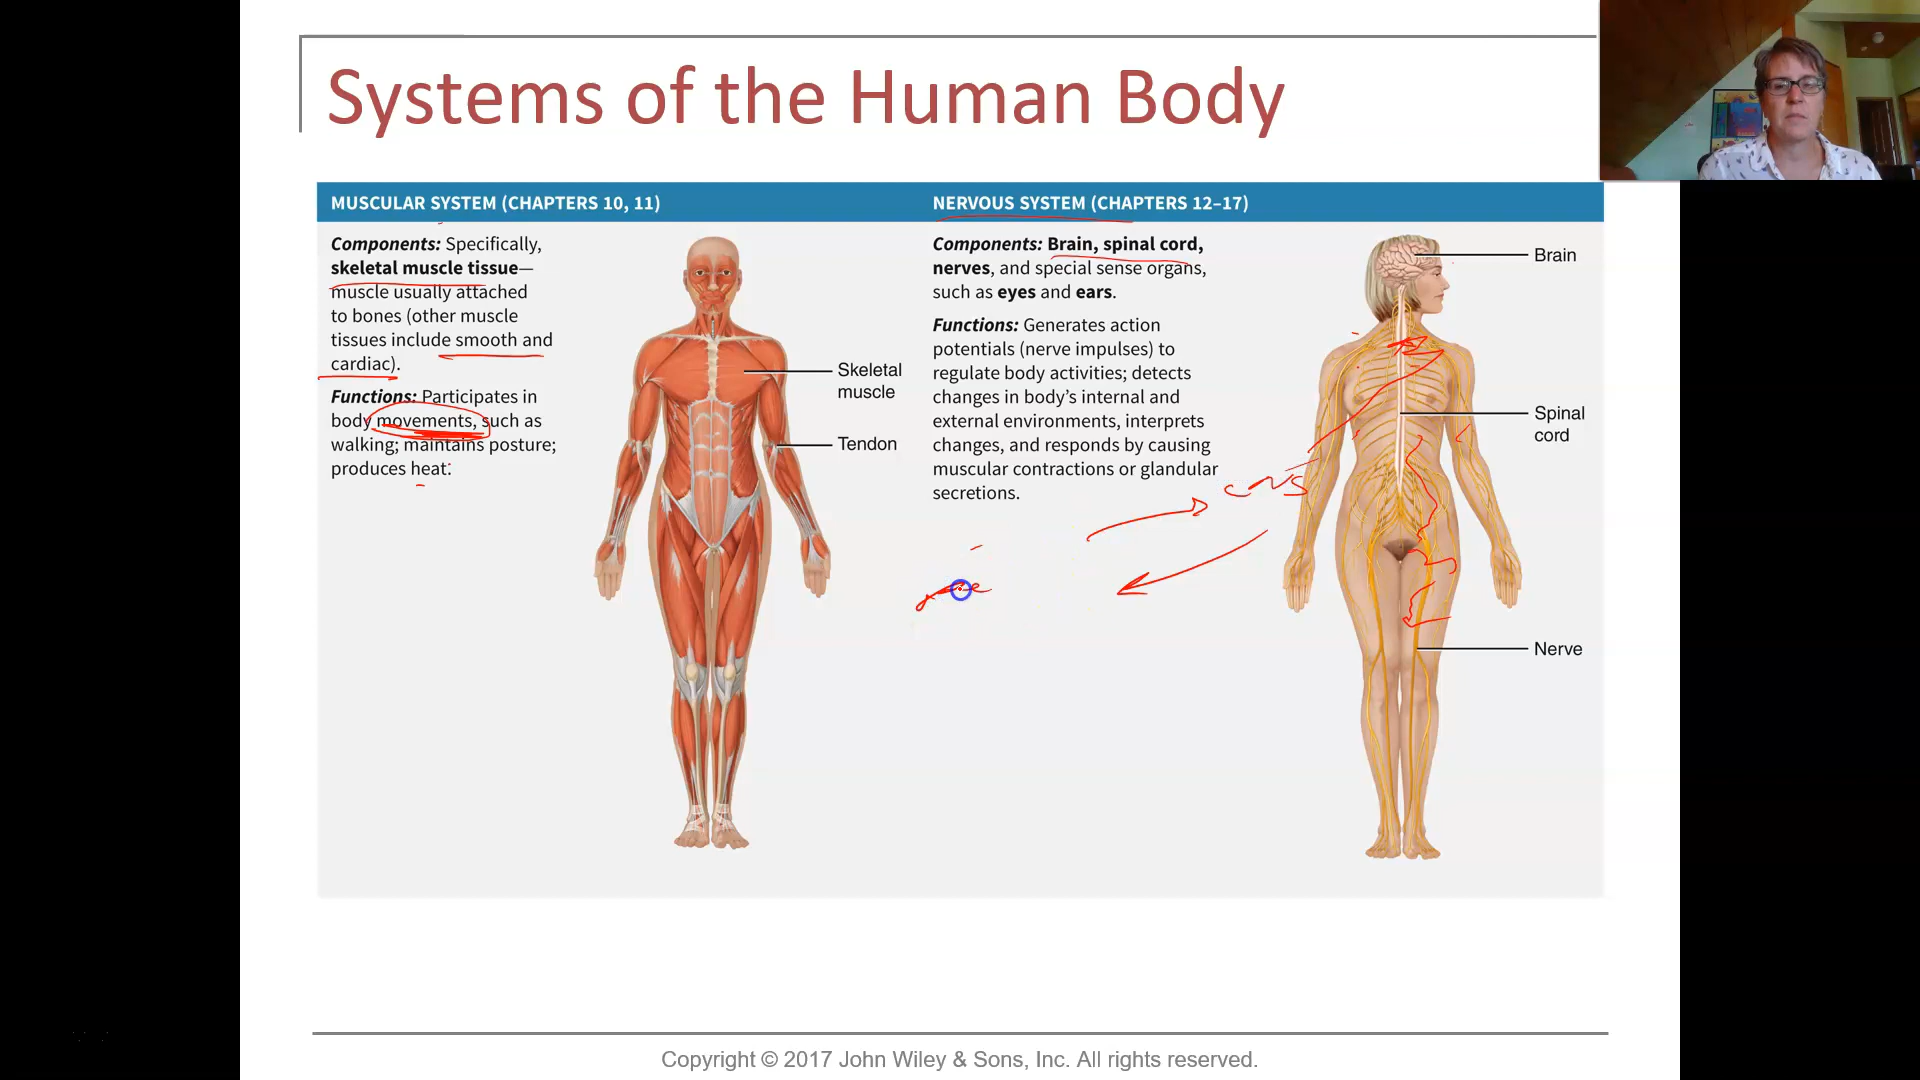 Systems of the Human Body
MUSCULAR SYSTEM (CHAPTERS 10, 11)
Components: Specifically,
skeletal muscle tissue—
muscle usually attached
to bones (other muscle
tissues include smooth and
cardiac).
Functions: Participates in
body movements, such as
walking; maintains posture;
produces heat.
Skeletal
muscle
Tendon
NERVOUS SYSTEM (CHAPTERS 12–17)
Components: Brain, spinal cord,
nerves, and special sense organs,
such as eyes and ears.
Functions: Generates action
potentials (nerve impulses) to
regulate body activities; detects
changes in body’s internal and
external environments, interprets
changes, and responds by causing
muscular contractions or glandular
secretions.
CNS
Brain
Spinal
cord
Nerve
Copyright © 2017 John Wiley & Sons, Inc. All rights reserved.